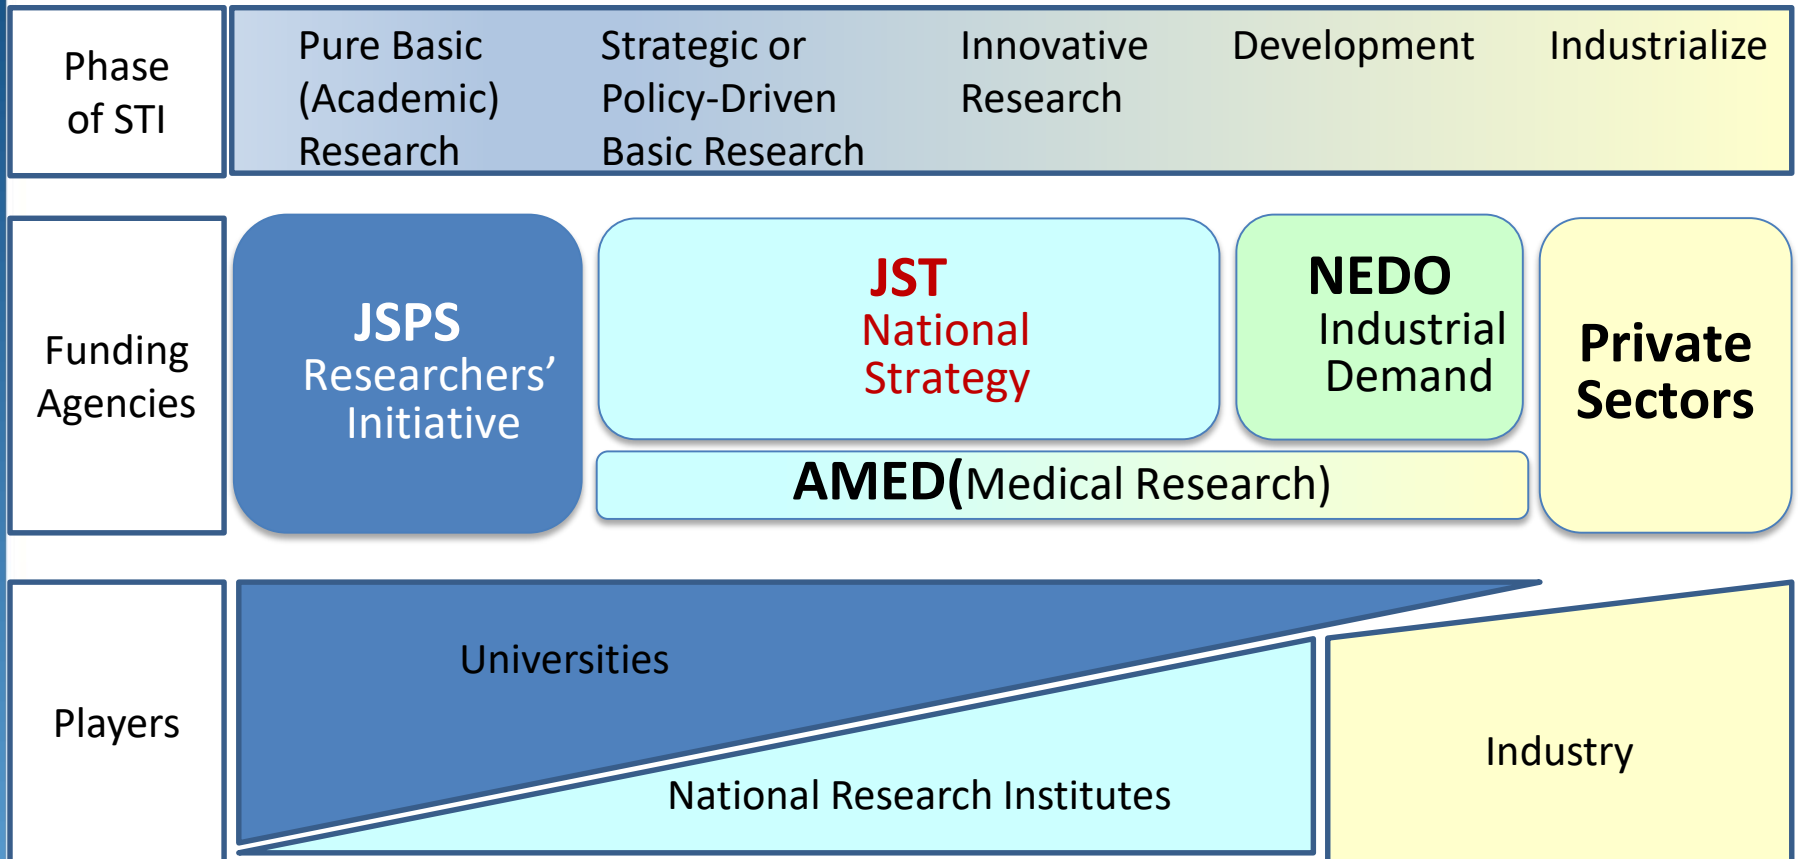 Phase
of STI
Pure Basic
(Academic)
Research
Strategic or
Policy-Driven
Basic Research
Innovative
Research
Development
Industrialize
Funding
Agencies
JSPS
Researchers’
Initiative
JST
National
Strategy
NEDO
Industrial
Demand
Private
Sectors
AMED(Medical Research)
Players
Universities
National Research Institutes
Industry